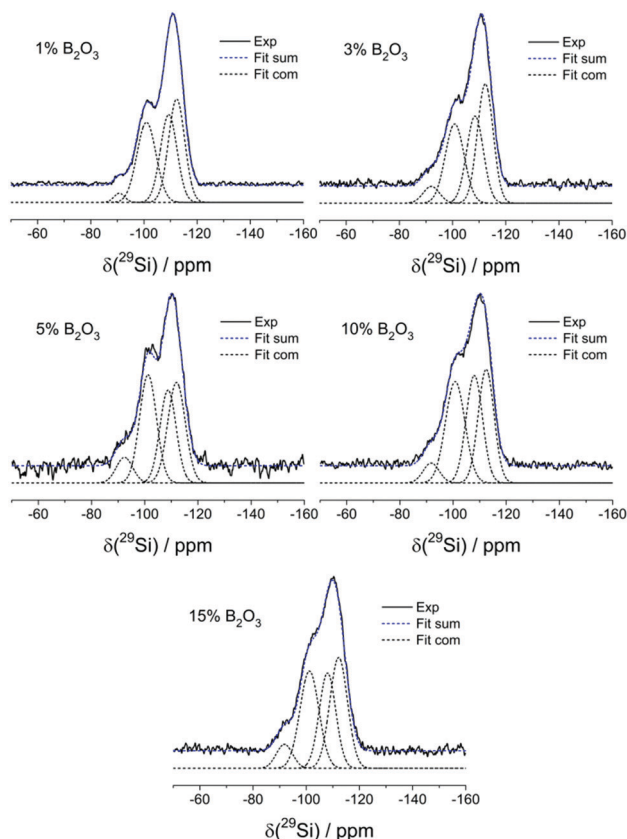 1% B₂O₃
Exp
Fit sum
Fit com
-60 -80 -100 -120 -140 -160
δ(²⁹Si) / ppm
3% B₂O₃
Exp
Fit sum
Fit com
-60 -80 -100 -120 -140 -160
δ(²⁹Si) / ppm
5% B₂O₃
Exp
Fit sum
Fit com
-60 -80 -100 -120 -140 -160
δ(²⁹Si) / ppm
10% B₂O₃
Exp
Fit sum
Fit com
-60 -80 -100 -120 -140 -160
δ(²⁹Si) / ppm
15% B₂O₃
Exp
Fit sum
Fit com
-60 -80 -100 -120 -140 -160
δ(²⁹Si) / ppm